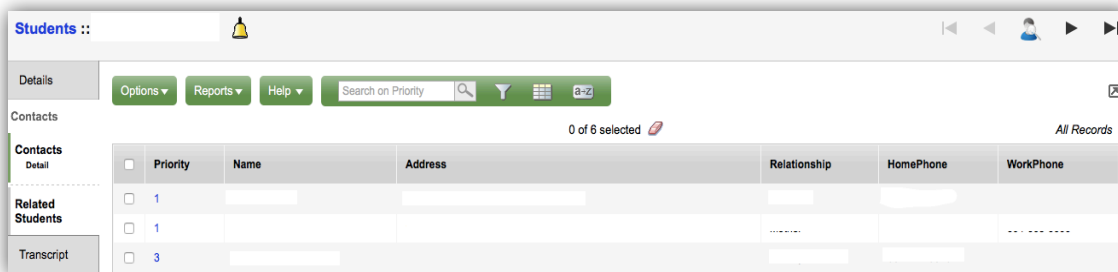 Students ::
Details
Options Reports Help Search on Priority a-z
Contacts
0 of 6 selected All Records
Contacts
Detail
Priority Name Address Relationship HomePhone WorkPhone
Related
Students
1
1
Transcript
3